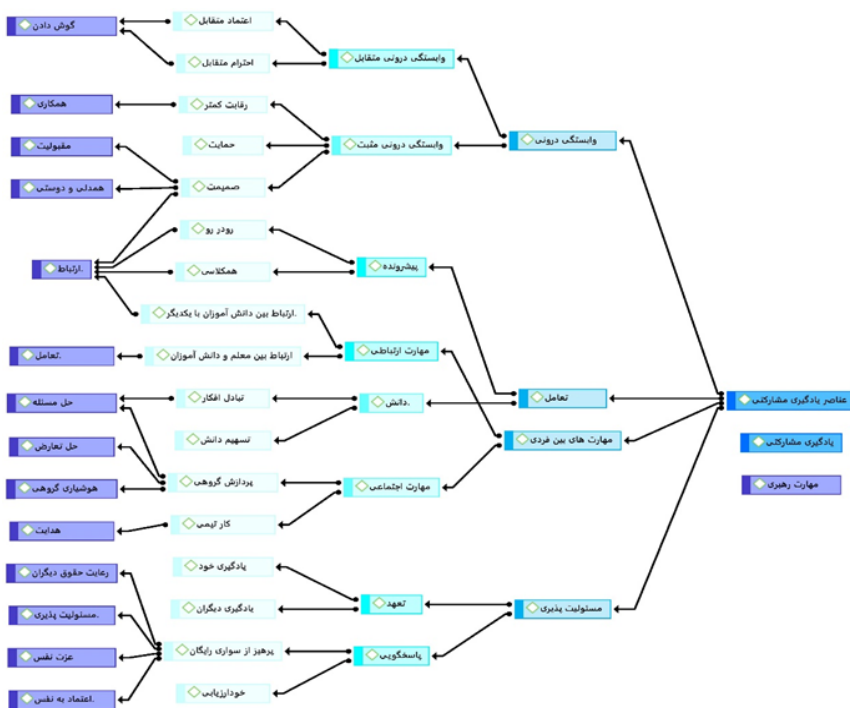 عناصر یادگیری مشارکتی
یادگیری مشارکتی
مهارت رهبری
وابستگی درونی
تعامل
مهارت های بین فردی
مسئولیت پذیری
وابستگی درونی متقابل
وابستگی درونی مثبت
پیشرونده
مهارت ارتباطی
.دانش
مهارت اجتماعی
تعهد
پاسخگویی
اعتماد متقابل
احترام متقابل
رقابت کمتر
حمایت
صمیمت
رودر رو
همکلاسی
.ارتباط بین دانش آموزان با یکدیگر
ارتباط بین معلم و دانش آموزان
تبادل افکار
تسهیم دانش
پردازش گروهی
کار تیمی
یادگیری خود
یادگیری دیگران
پرهیز از سواری رایگان
خودارزیابی
گوش دادن
همکاری
مقبولیت
همدلی و دوستی
.ارتباط
.تعامل
حل مسئله
حل تعارض
هوشیاری گروهی
هدایت
رعایت حقوق دیگران
.مسئولیت پذیری
عزت نفس
.اعتماد به نفس